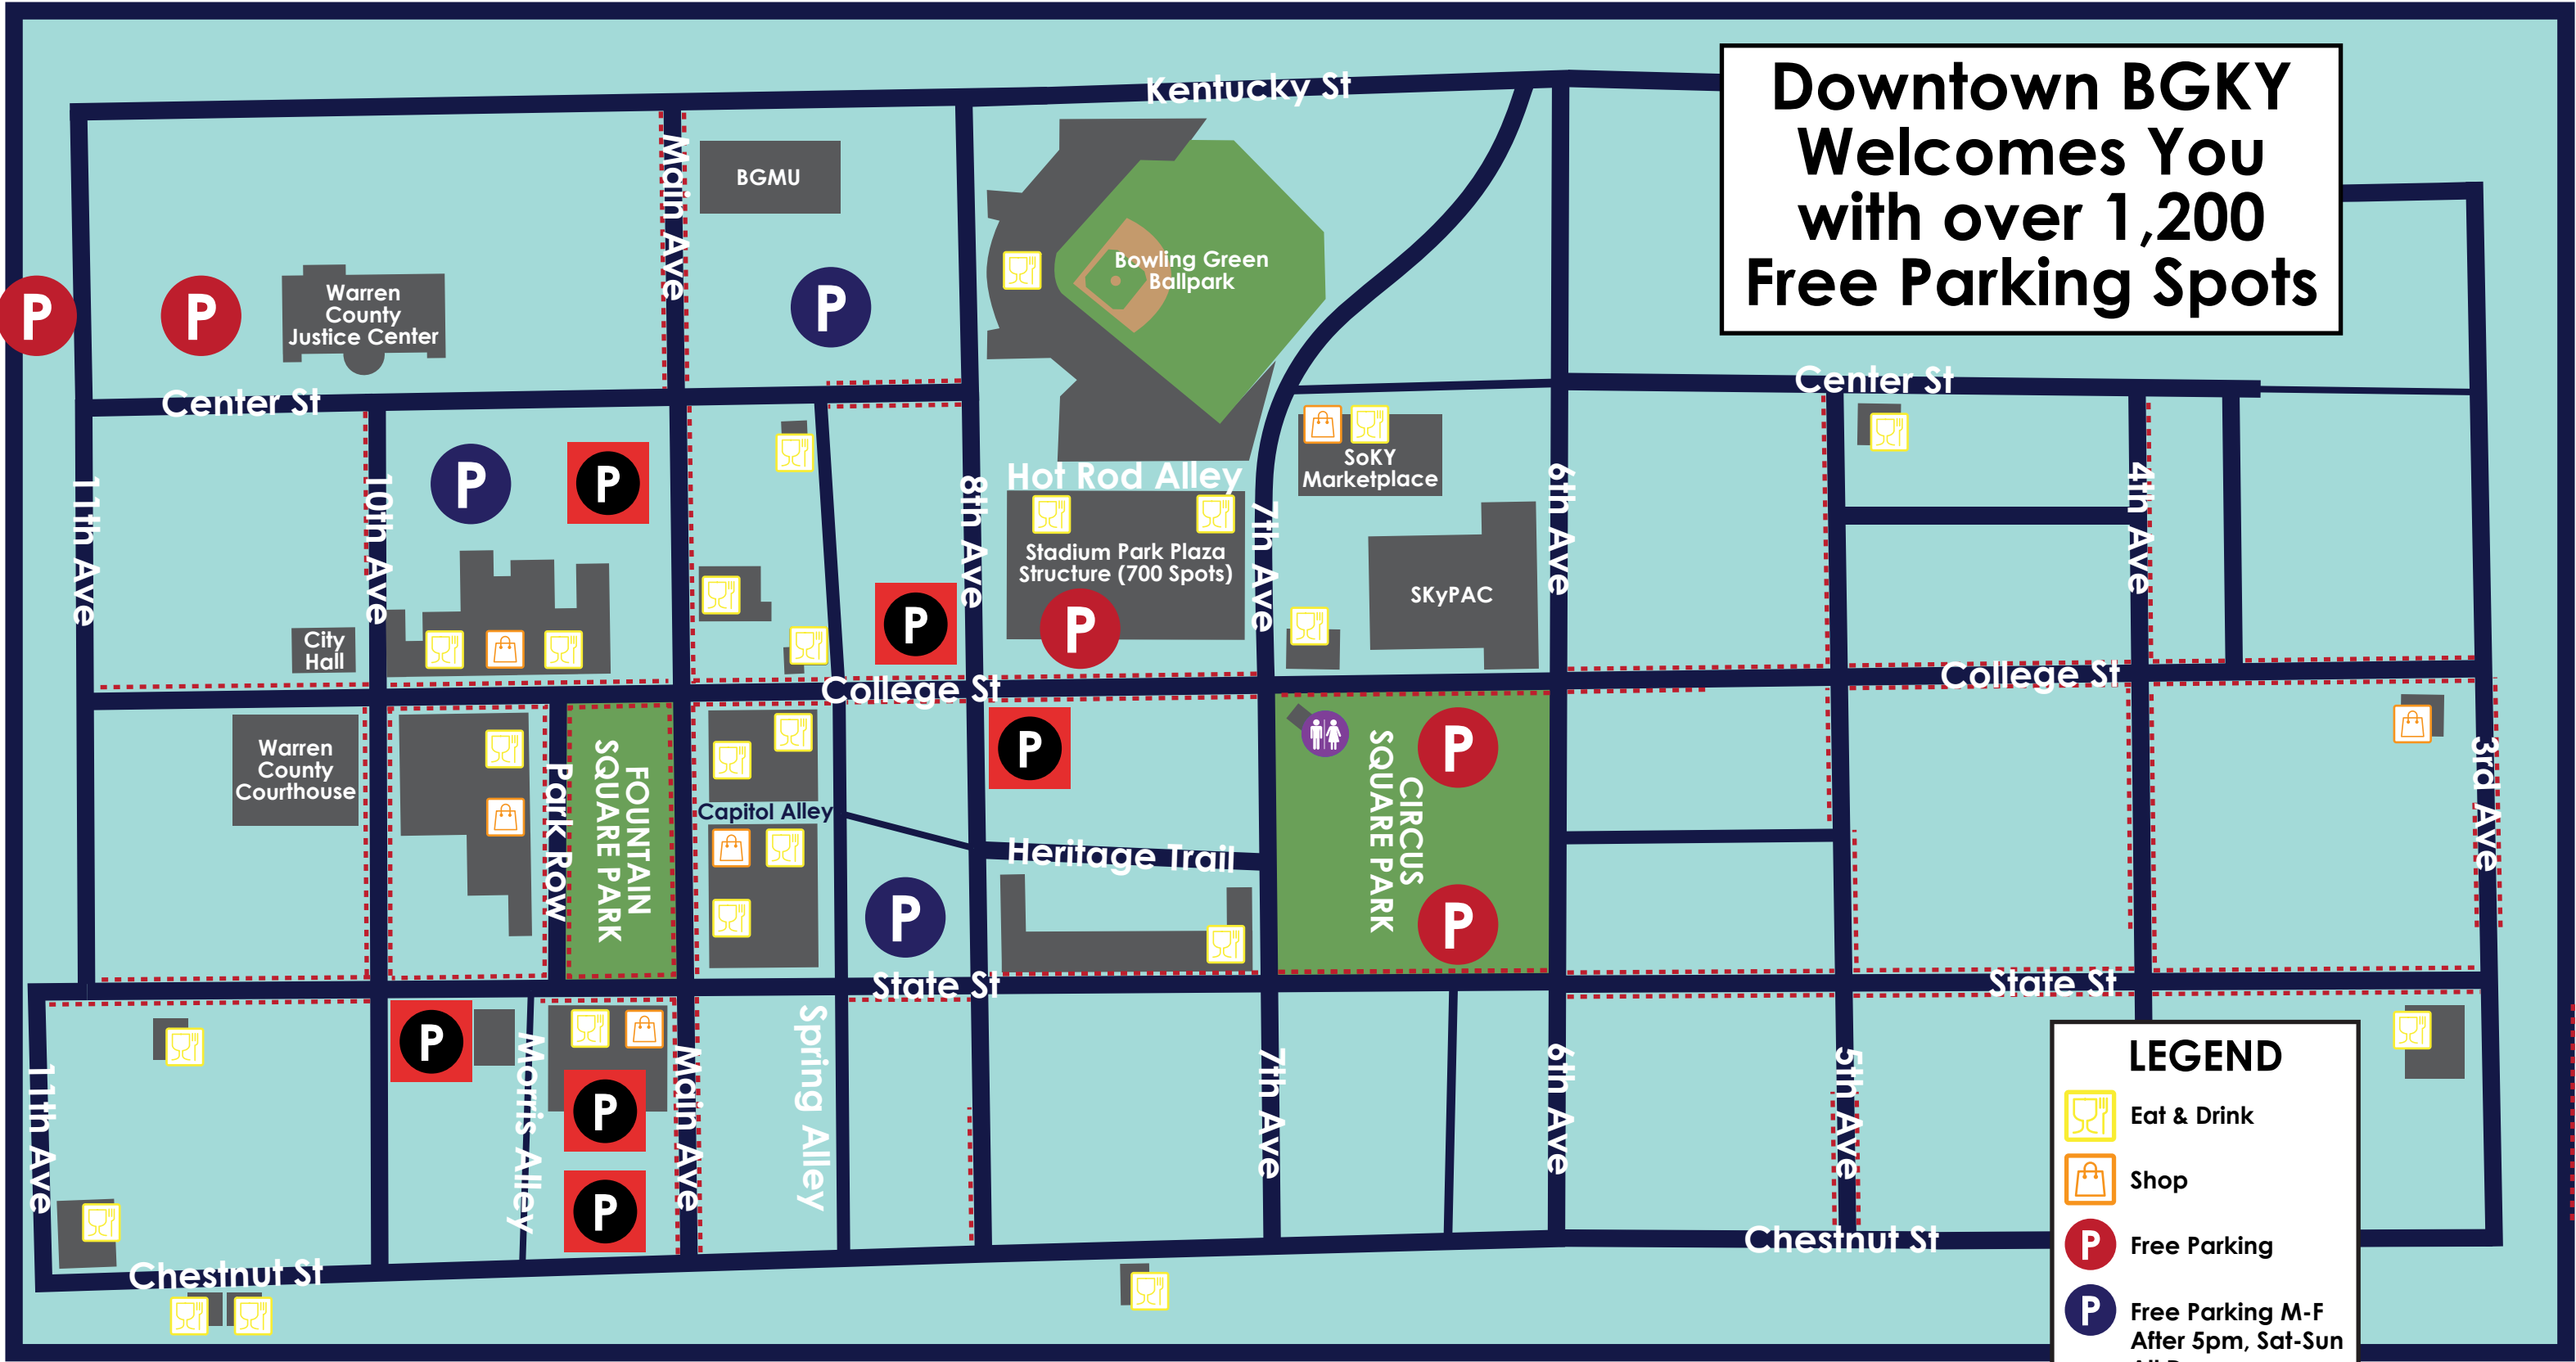 Kentucky St
Downtown BGKY
Welcomes You
with over 1,200
Free Parking Spots
Main Ave
BGMU
Bowling Green
Ballpark
P
P
Warren
County
Justice Center
P
Center St
Center St
11th Ave
10th Ave
P
P
8th Ave
Hot Rod Alley
Stadium Park Plaza
Structure (700 Spots)
P
7th Ave
SoKY
Marketplace
SKyPAC
6th Ave
4th Ave
P
City
Hall
College St
College St
Warren
County
Courthouse
Park Row
FOUNTAIN
SQUARE PARK
Capitol Alley
P
Heritage Trail
P
CIRCUS
SQUARE PARK
P
P
3rd Ave
State St
State St
11th Ave
P
Morris Alley
P
P
Main Ave
Spring Alley
7th Ave
6th Ave
5th Ave
Chestnut St
Chestnut St
LEGEND
Eat & Drink
Shop
P Free Parking
P Free Parking M-F
After 5pm, Sat-Sun